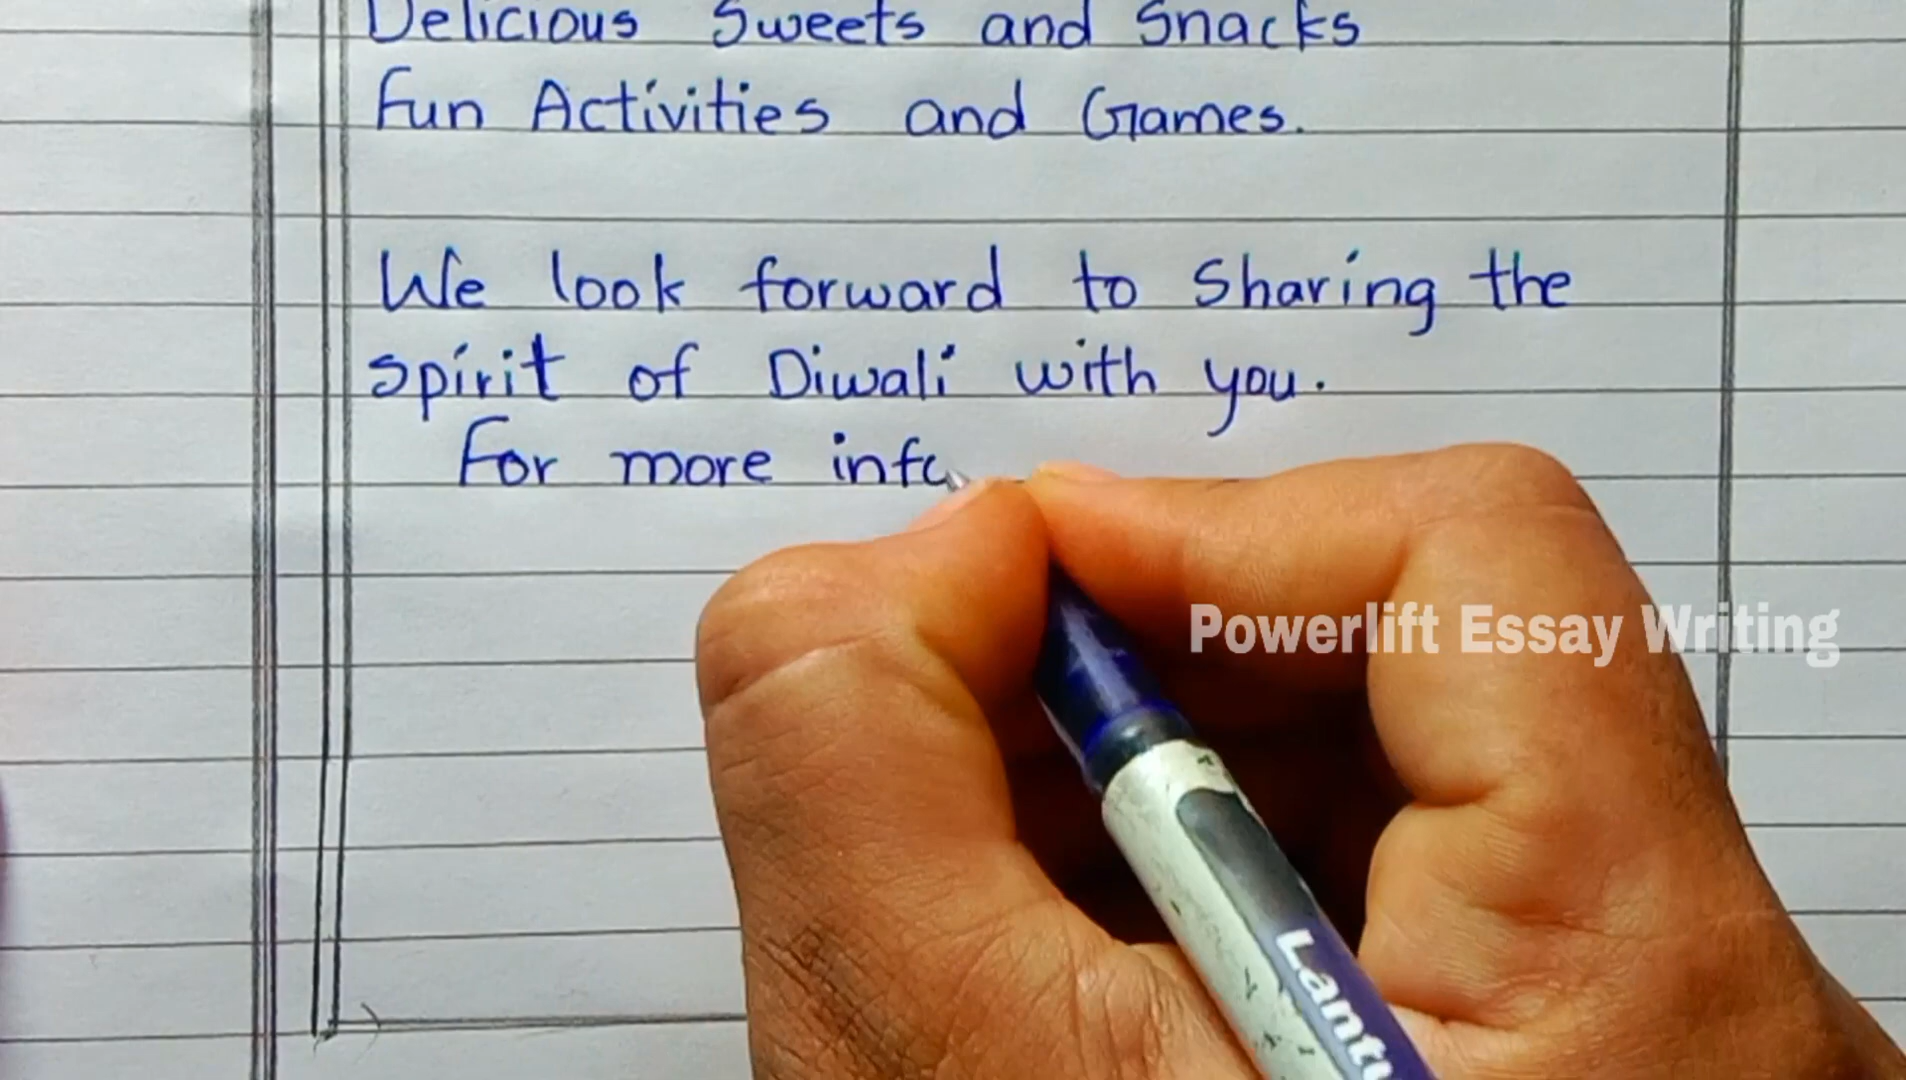 Delicious Sweets and Snacks
Fun Activities and Games.
We look forward to Sharing the
spirit of Diwali with you.
For more info
Powerlift Essay Writing